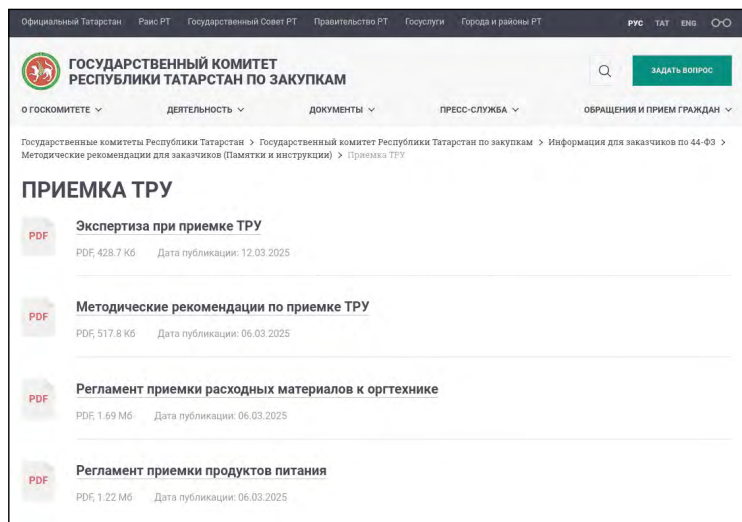 Официальный Татарстан Раис РТ Государственный Совет РТ Правительство РТ Госуслуги Города и районы РТ РУС ТАТ ENG
ГОСУДАРСТВЕННЫЙ КОМИТЕТ
РЕСПУБЛИКИ ТАТАРСТАН ПО ЗАКУПКАМ
ЗАДАТЬ ВОПРОС
О ГОСКОМИТЕТЕ ДЕЯТЕЛЬНОСТЬ ДОКУМЕНТЫ ПРЕСС-СЛУЖБА ОБРАЩЕНИЯ И ПРИЕМ ГРАЖДАН
Государственные комитеты Республики Татарстан > Государственный комитет Республики Татарстан по закупкам > Информация для заказчиков по 44-ФЗ >
Методические рекомендации для заказчиков (Памятки и инструкции) > Приемка ТРУ
ПРИЕМКА ТРУ
PDF
Экспертиза при приемке ТРУ
PDF, 428.7 Кб Дата публикации: 12.03.2025
PDF
Методические рекомендации по приемке ТРУ
PDF, 517.8 Кб Дата публикации: 06.03.2025
PDF
Регламент приемки расходных материалов к оргтехнике
PDF, 1.69 Мб Дата публикации: 06.03.2025
PDF
Регламент приемки продуктов питания
PDF, 1.22 Мб Дата публикации: 06.03.2025